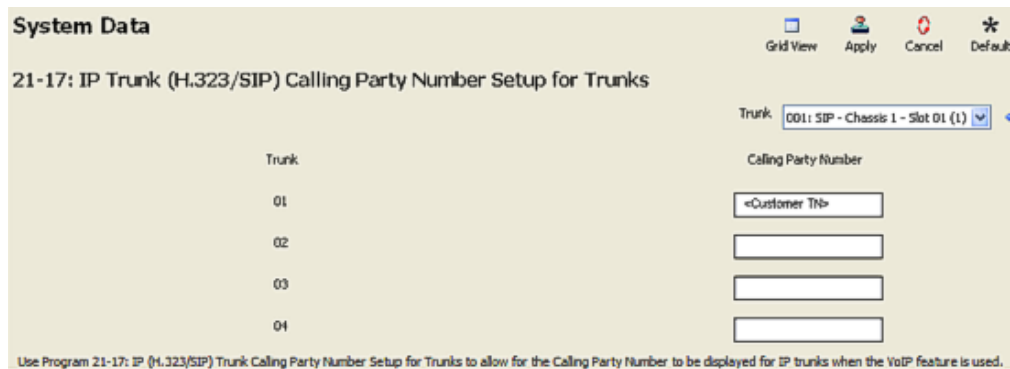 System Data
Grid View Apply Cancel Default
21-17: IP Trunk (H.323/SIP) Calling Party Number Setup for Trunks
Trunk 001: SIP - Chassis 1 - Slot 01 (1)
Trunk Calling Party Number
01 <Customer TN>
02
03
04
Use Program 21-17: IP (H.323/SIP) Trunk Calling Party Number Setup for Trunks to allow for the Calling Party Number to be displayed for IP trunks when the VoIP feature is used.